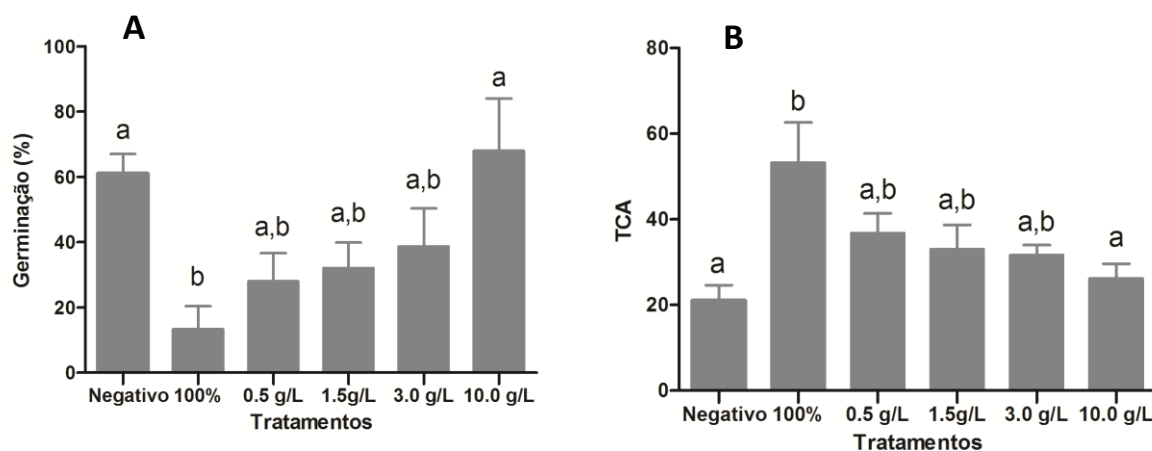 A
Germinação (%)
100
80
60
40
20
0
a
b
a,b
a,b
a,b
a
Negativo 100% 0.5 g/L 1.5g/L 3.0 g/L 10.0 g/L
Tratamentos
B
TCA
80
60
40
20
0
a
b
a,b
a,b
a,b
a
Negativo 100% 0.5 g/L 1.5g/L 3.0 g/L 10.0 g/L
Tratamentos